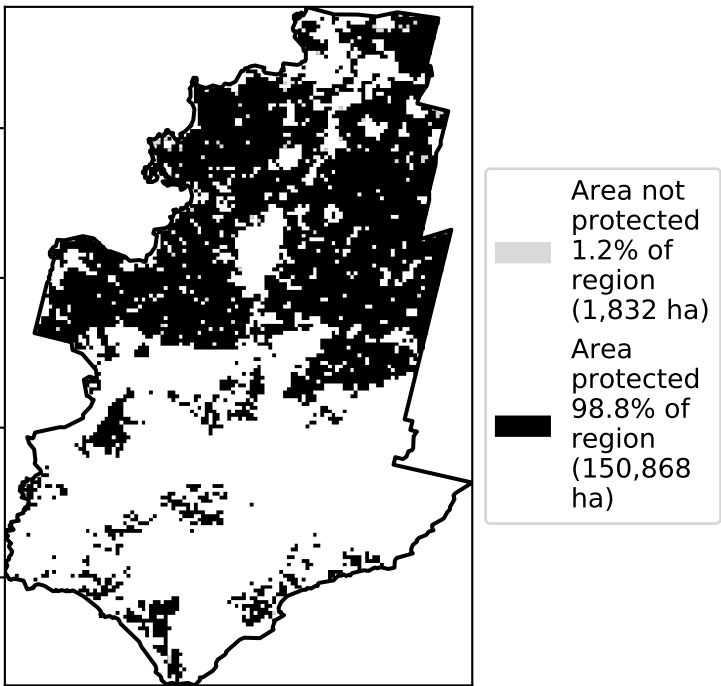 Area not
protected
1.2% of
region
(1,832 ha)
Area
protected
98.8% of
region
(150,868
ha)